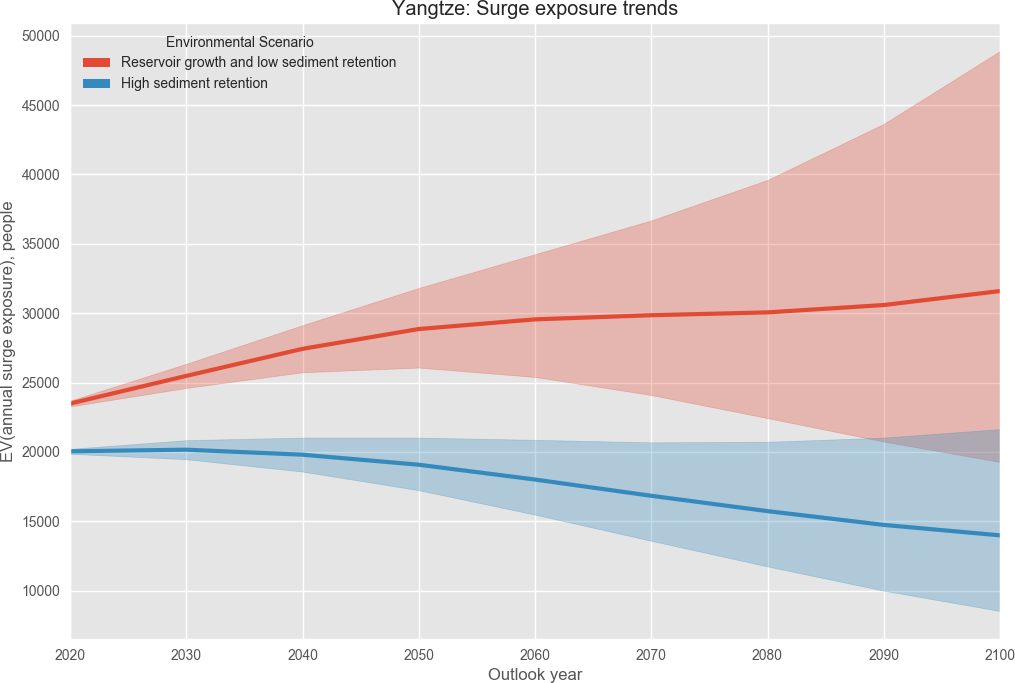 Yangtze: Surge exposure trends
Environmental Scenario
Reservoir growth and low sediment retention
High sediment retention
EV(annual surge exposure), people
50000
45000
40000
35000
30000
25000
20000
15000
10000
2020 2030 2040 2050 2060 2070 2080 2090 2100
Outlook year